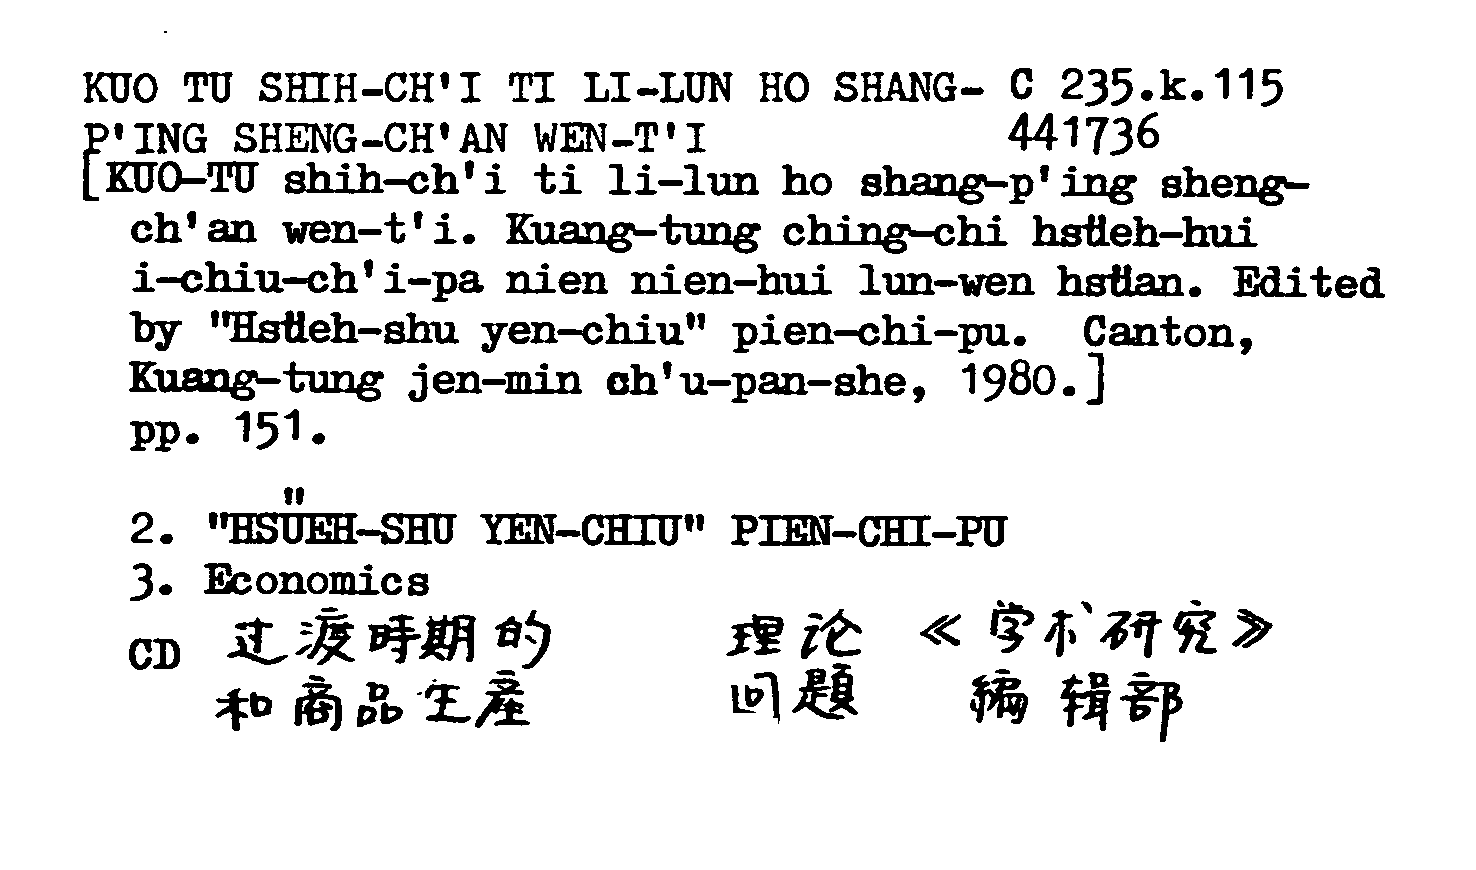 KUO TU SHIH-CH'I TI LI-LUN HO SHANG- C 235.k.115
P'ING SHENG-CH'AN WEN-T'I 441736
[KUO-TU shih-ch'i ti li-lun ho shang-p'ing sheng-
ch'an wen-t'i. Kuang-tung ching-chi hsüeh-hui
i-chiu-ch'i-pa nien nien-hui lun-wen hsüan. Edited
by "Hsüeh-shu yen-chiu" pien-chi-pu. Canton,
Kuang-tung jen-min ch'u-pan-she, 1980.]
pp. 151.
2. "HSÜEH-SHU YEN-CHIU" PIEN-CHI-PU
3. Economics
CD 过渡時期的 理论 《学术研究》
和商品生産 问題 編辑部